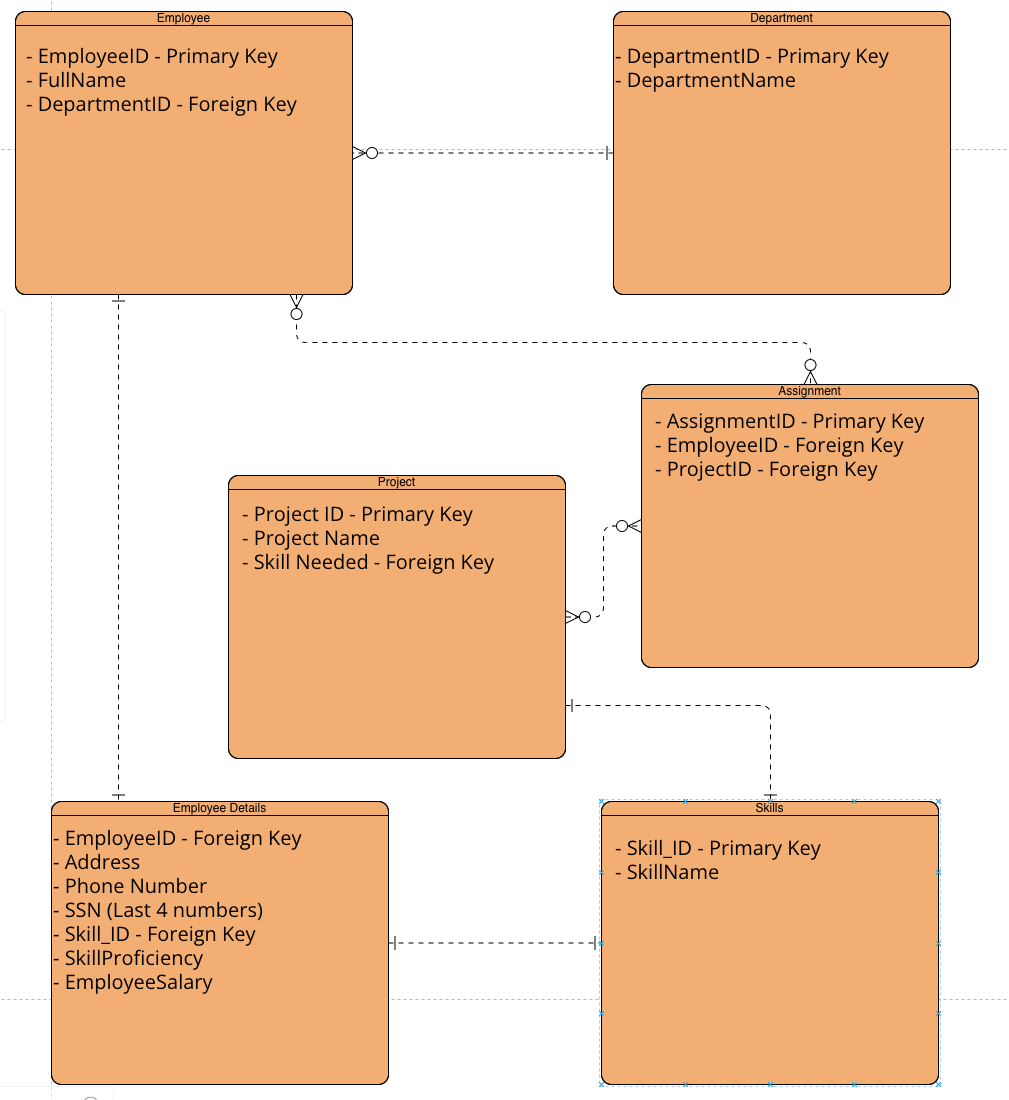 Employee
- EmployeeID - Primary Key
- FullName
- DepartmentID - Foreign Key
Department
- DepartmentID - Primary Key
- DepartmentName
Assignment
- AssignmentID - Primary Key
- EmployeeID - Foreign Key
- ProjectID - Foreign Key
Project
- Project ID - Primary Key
- Project Name
- Skill Needed - Foreign Key
Employee Details
- EmployeeID - Foreign Key
- Address
- Phone Number
- SSN (Last 4 numbers)
- Skill_ID - Foreign Key
- SkillProficiency
- EmployeeSalary
Skills
- Skill_ID - Primary Key
- SkillName